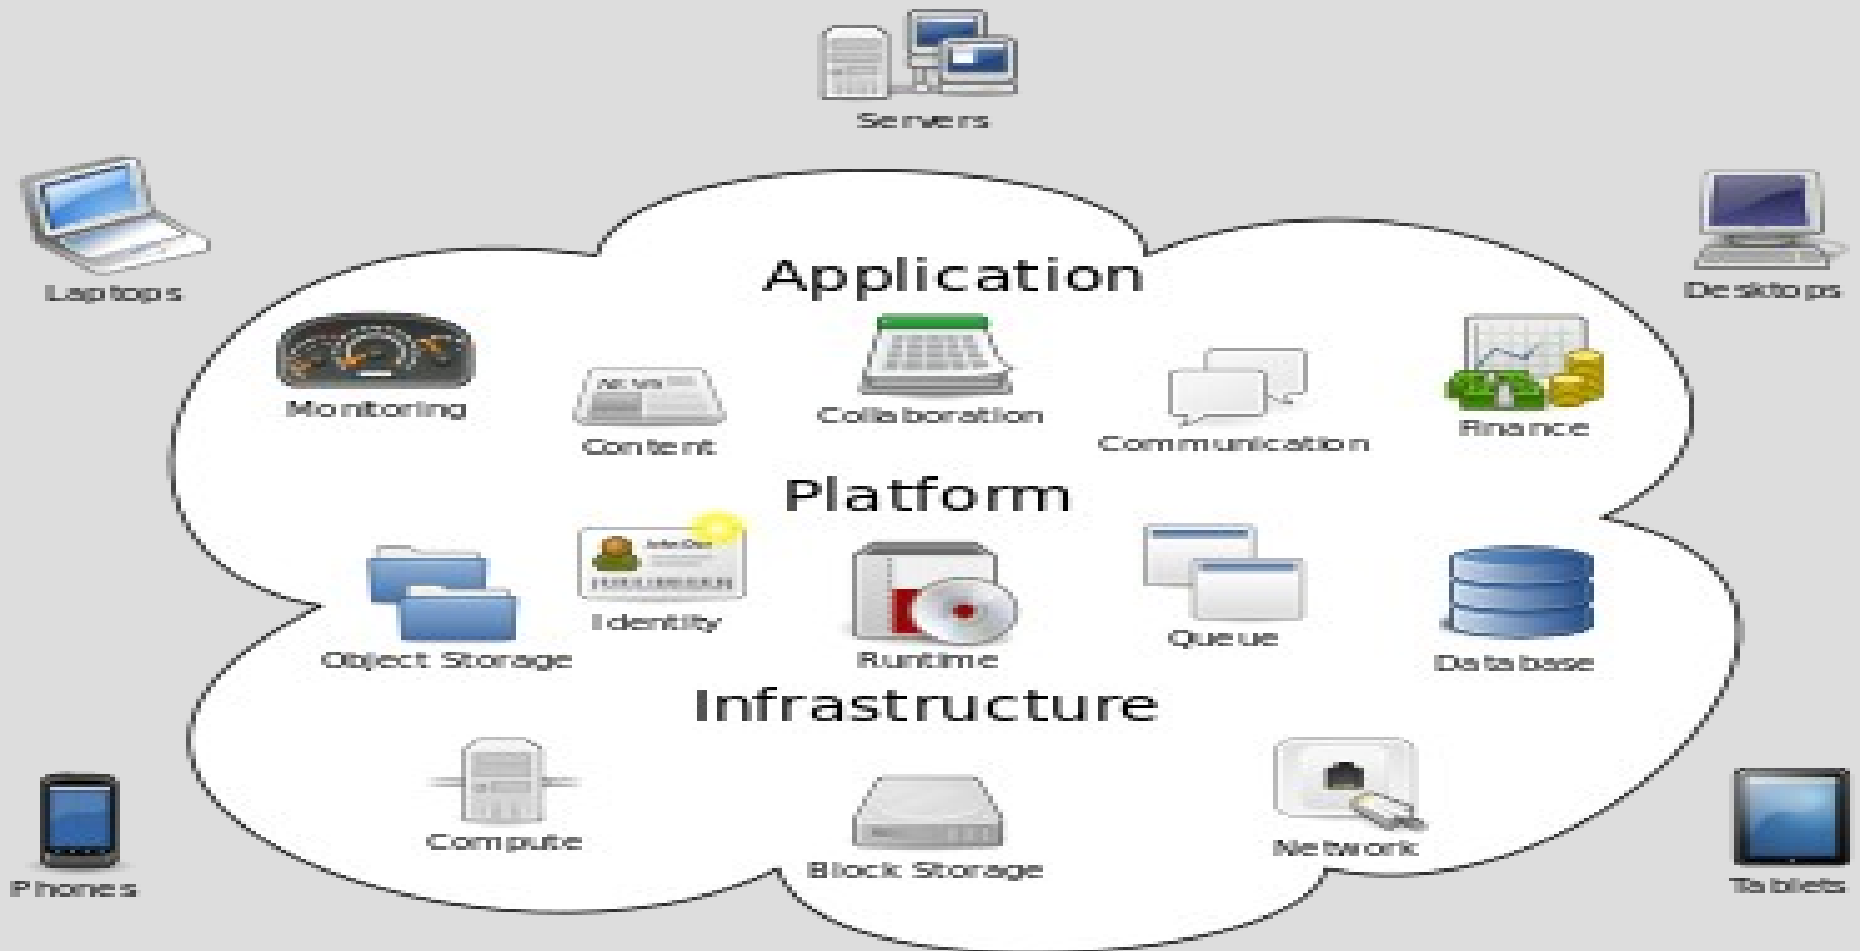 Servers
Laptops
Desktops
Application
Monitoring
Content
Collaboration
Communication
Finance
Platform
Object Storage
Identity
Runtime
Queue
Database
Infrastructure
Compute
Block Storage
Network
Phones
Tablets